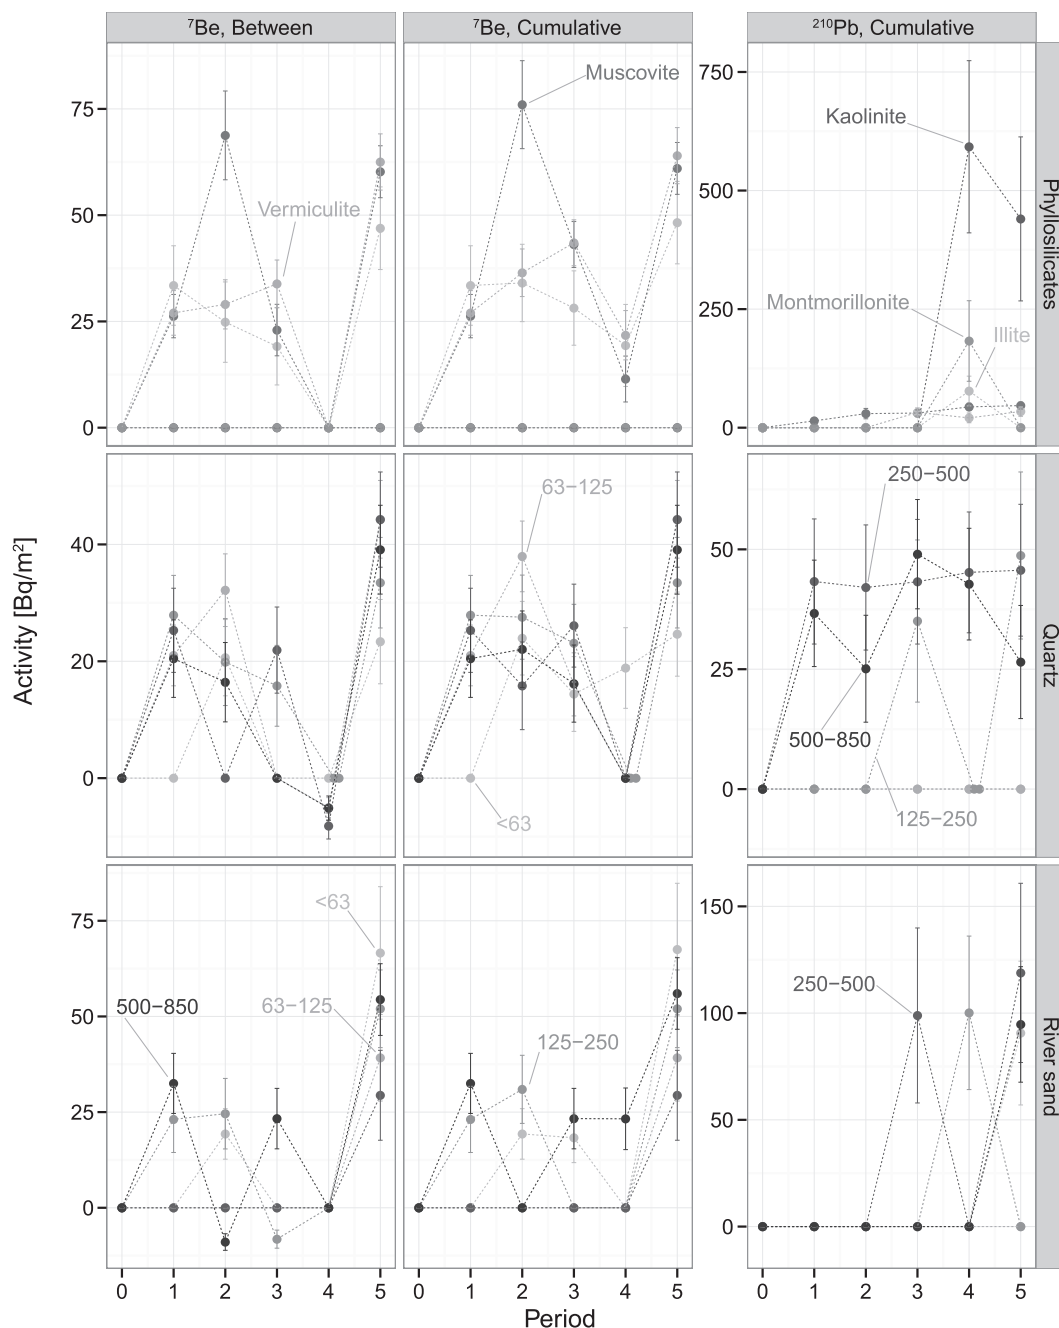 ⁷Be, Between
⁷Be, Cumulative
²¹⁰Pb, Cumulative
75
50
25
0
Vermiculite
Muscovite
750
500
250
0
Kaolinite
Montmorillonite
Illite
Phyllosilicates
Activity [Bq/m²]
40
20
0
63−125
<63
50
25
0
250−500
500−850
125−250
Quartz
75
50
25
0
<63
500−850
63−125
125−250
150
100
50
0
250−500
River sand
0 1 2 3 4 5
0 1 2 3 4 5
0 1 2 3 4 5
Period